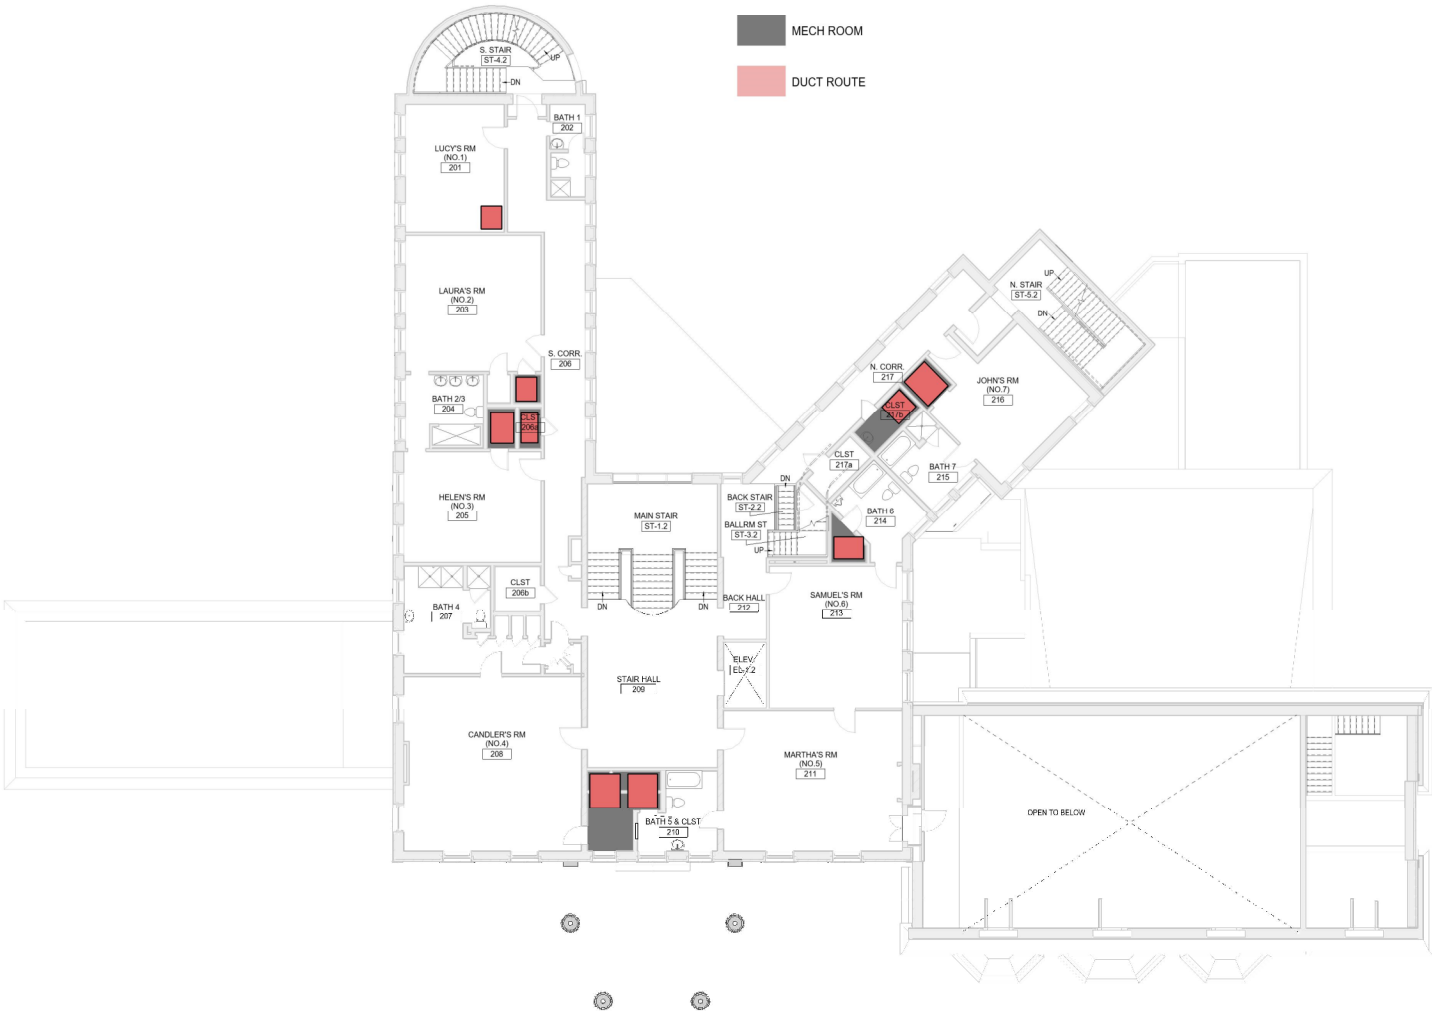 MECH ROOM
DUCT ROUTE
S. STAIR
ST-4.2
UP
DN
BATH 1
202
LUCY'S RM
(NO.1)
201
LAURA'S RM
(NO.2)
203
S. CORR.
206
BATH 2/3
204
CLST
206a
HELEN'S RM
(NO.3)
205
CLST
206b
BATH 4
207
CANDLER'S RM
(NO.4)
208
MAIN STAIR
ST-1.2
DN
DN
STAIR HALL
209
BATH 5 & CLST
210
MARTHA'S RM
(NO.5)
211
ELEV
EL-1.2
BACK HALL
212
SAMUEL'S RM
(NO.6)
213
BACK STAIR
ST-2.2
BALLRM ST
ST-3.2
UP
DN
BATH 6
214
CLST
217a
BATH 7
215
CLST
217b
N. CORR.
217
JOHN'S RM
(NO.7)
216
N. STAIR
ST-5.2
UP
DN
OPEN TO BELOW